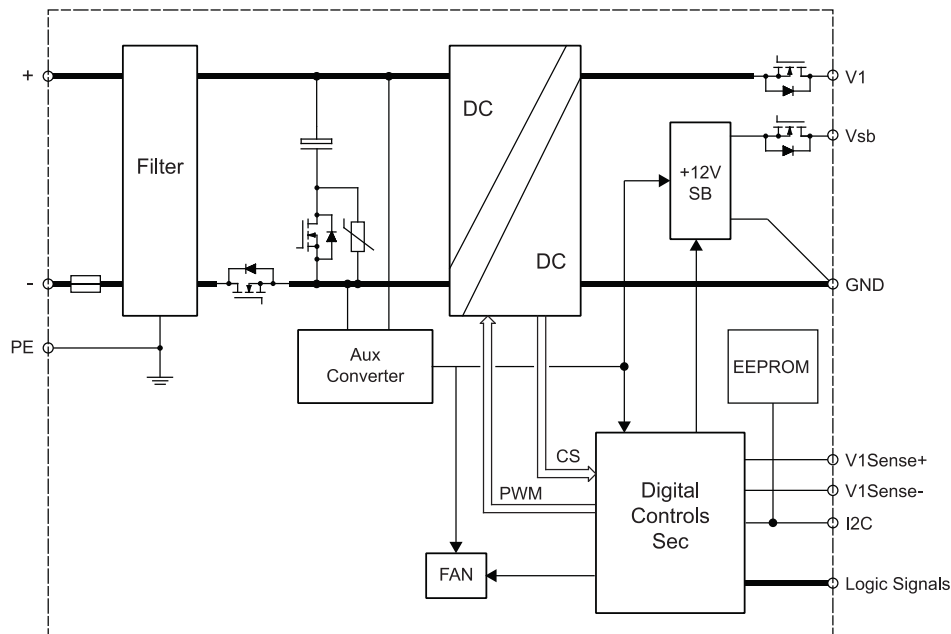 +
Filter
DC
DC
V1
Vsb
+12V
SB
-
GND
PE
Aux
Converter
EEPROM
CS
PWM
Digital
Controls
Sec
V1Sense+
V1Sense-
I2C
FAN
Logic Signals